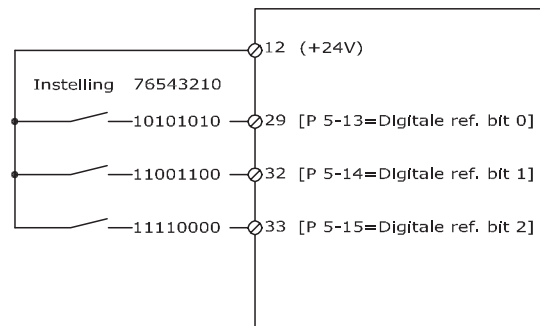 12 (+24V)
Instelling 76543210
10101010 29 [P 5-13=Digitale ref. bit 0]
11001100 32 [P 5-14=Digitale ref. bit 1]
11110000 33 [P 5-15=Digitale ref. bit 2]